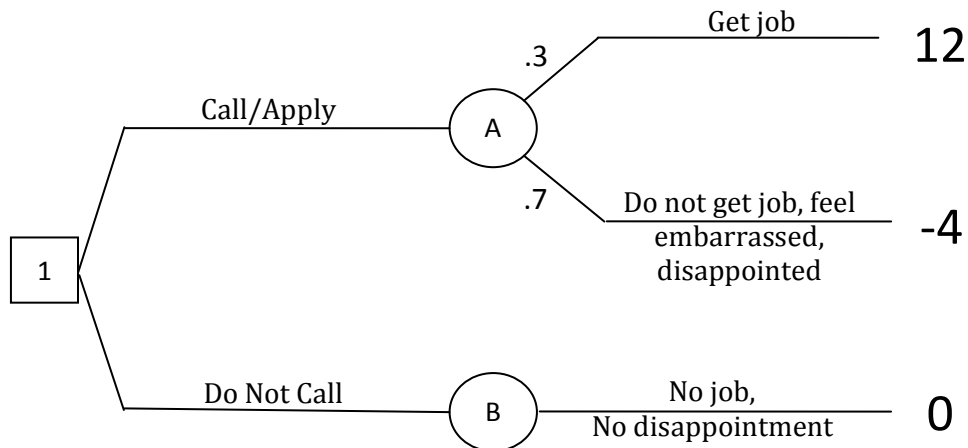 Get job
12
.3
Call/Apply
A
.7
Do not get job, feel
embarrassed,
disappointed
-4
1
Do Not Call
B
No job,
No disappointment
0